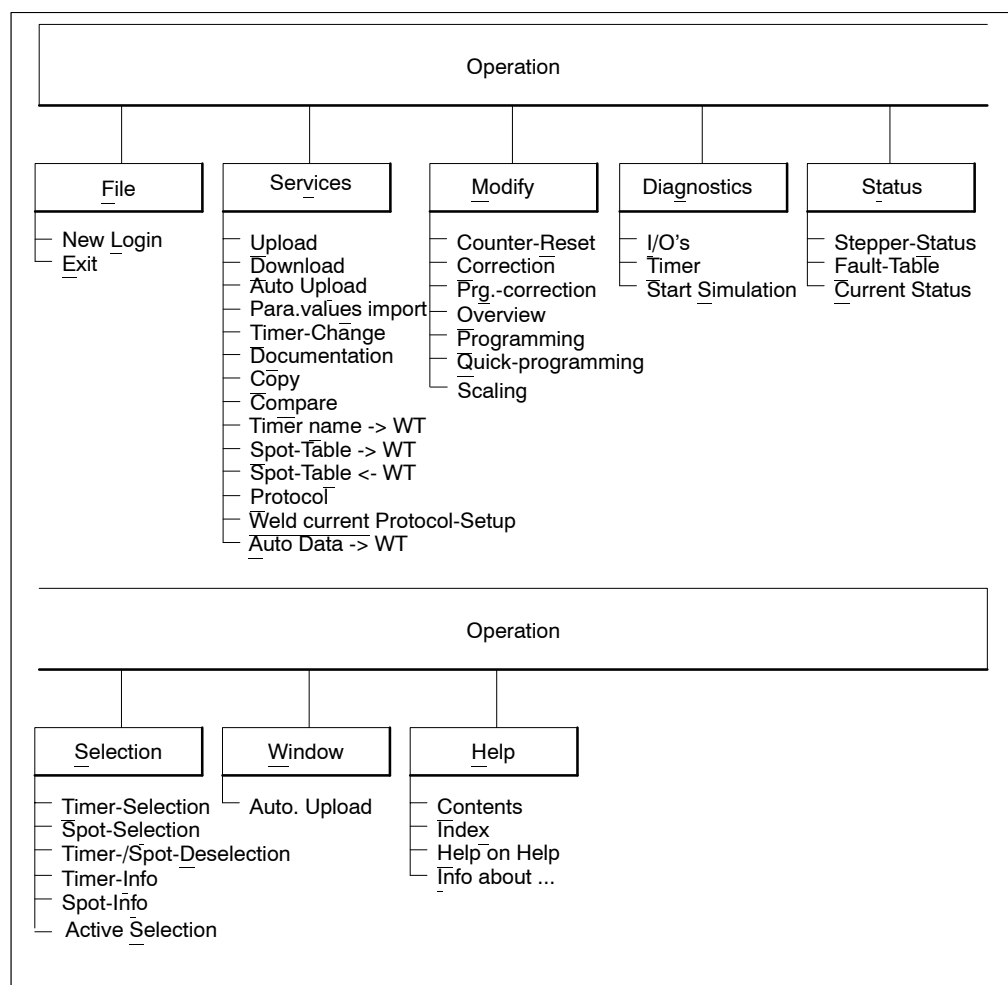 Operation
File
New Login
Exit
Services
Upload
Download
Auto Upload
Para.values import
Timer-Change
Documentation
Copy
Compare
Timer name -> WT
Spot-Table -> WT
Spot-Table <- WT
Protocol
Weld current Protocol-Setup
Auto Data -> WT
Modify
Counter-Reset
Correction
Prg.-correction
Overview
Programming
Quick-programming
Scaling
Diagnostics
I/O's
Timer
Start Simulation
Status
Stepper-Status
Fault-Table
Current Status
Operation
Selection
Timer-Selection
Spot-Selection
Timer-/Spot-Deselection
Timer-Info
Spot-Info
Active Selection
Window
Auto. Upload
Help
Contents
Index
Help on Help
Info about ...